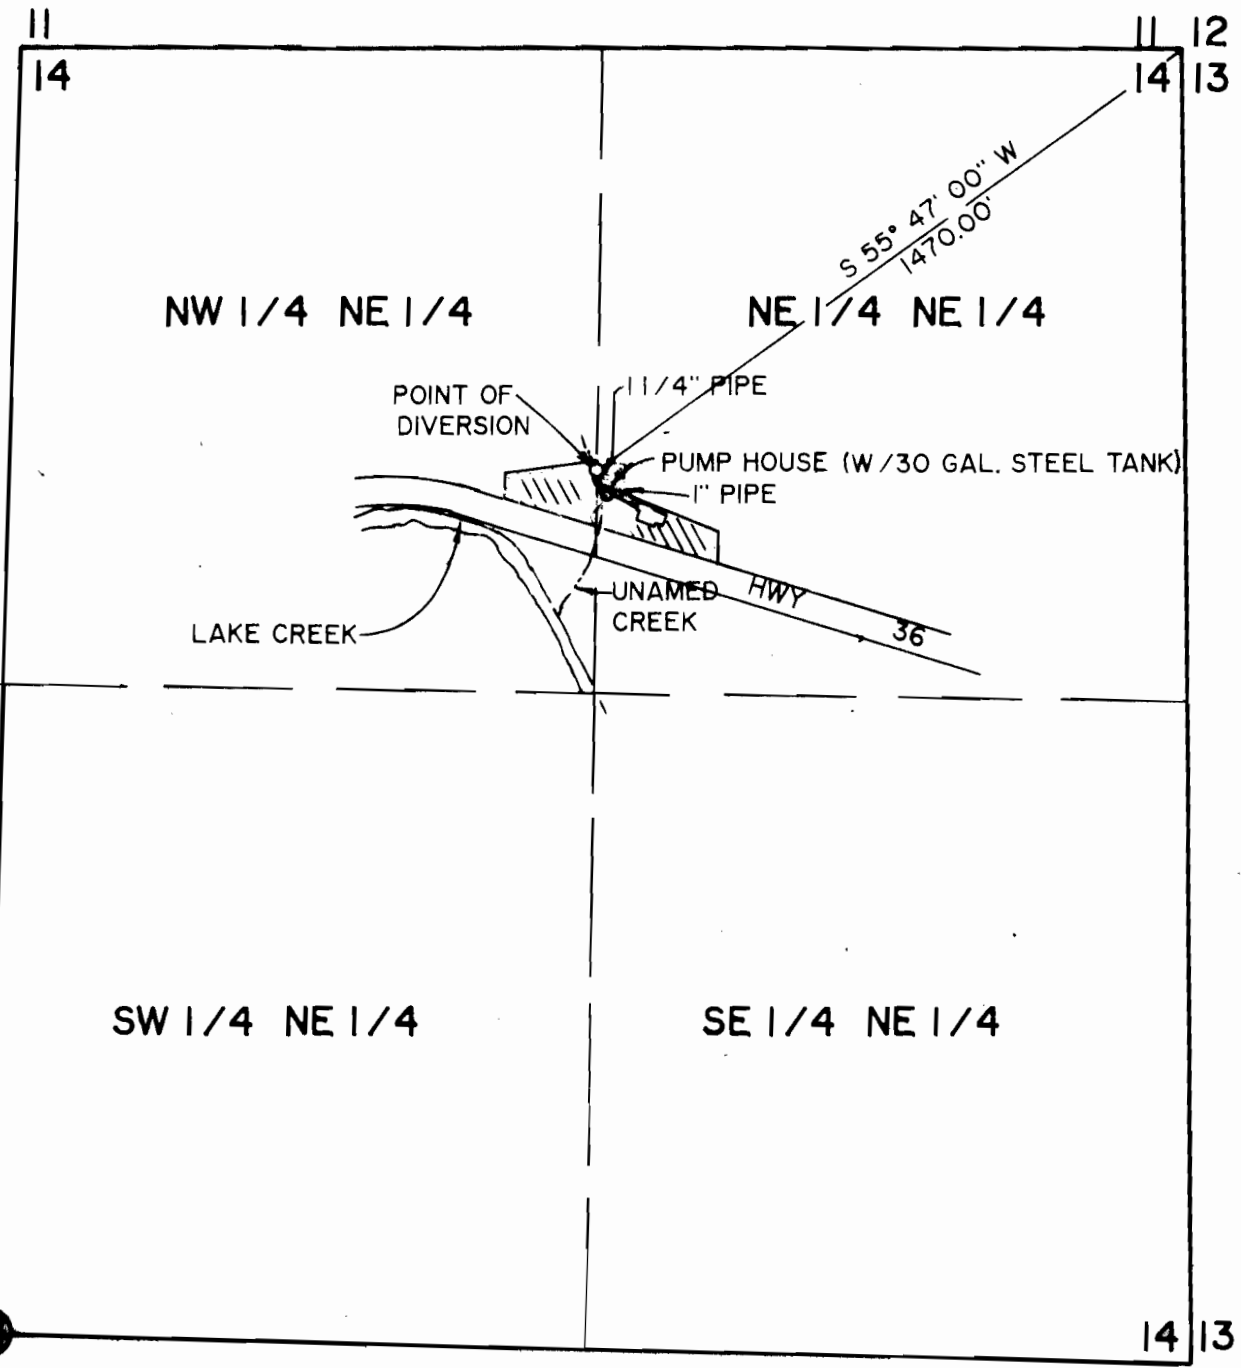 11
11 12
14
14 13
S 55° 47' 00" W
1470.00'
NW 1/4 NE 1/4
NE 1/4 NE 1/4
1 1/4" PIPE
POINT OF
DIVERSION
PUMP HOUSE (W/30 GAL. STEEL TANK)
1" PIPE
UNAMED
CREEK
HWY
36
LAKE CREEK
SW 1/4 NE 1/4
SE 1/4 NE 1/4
14 13